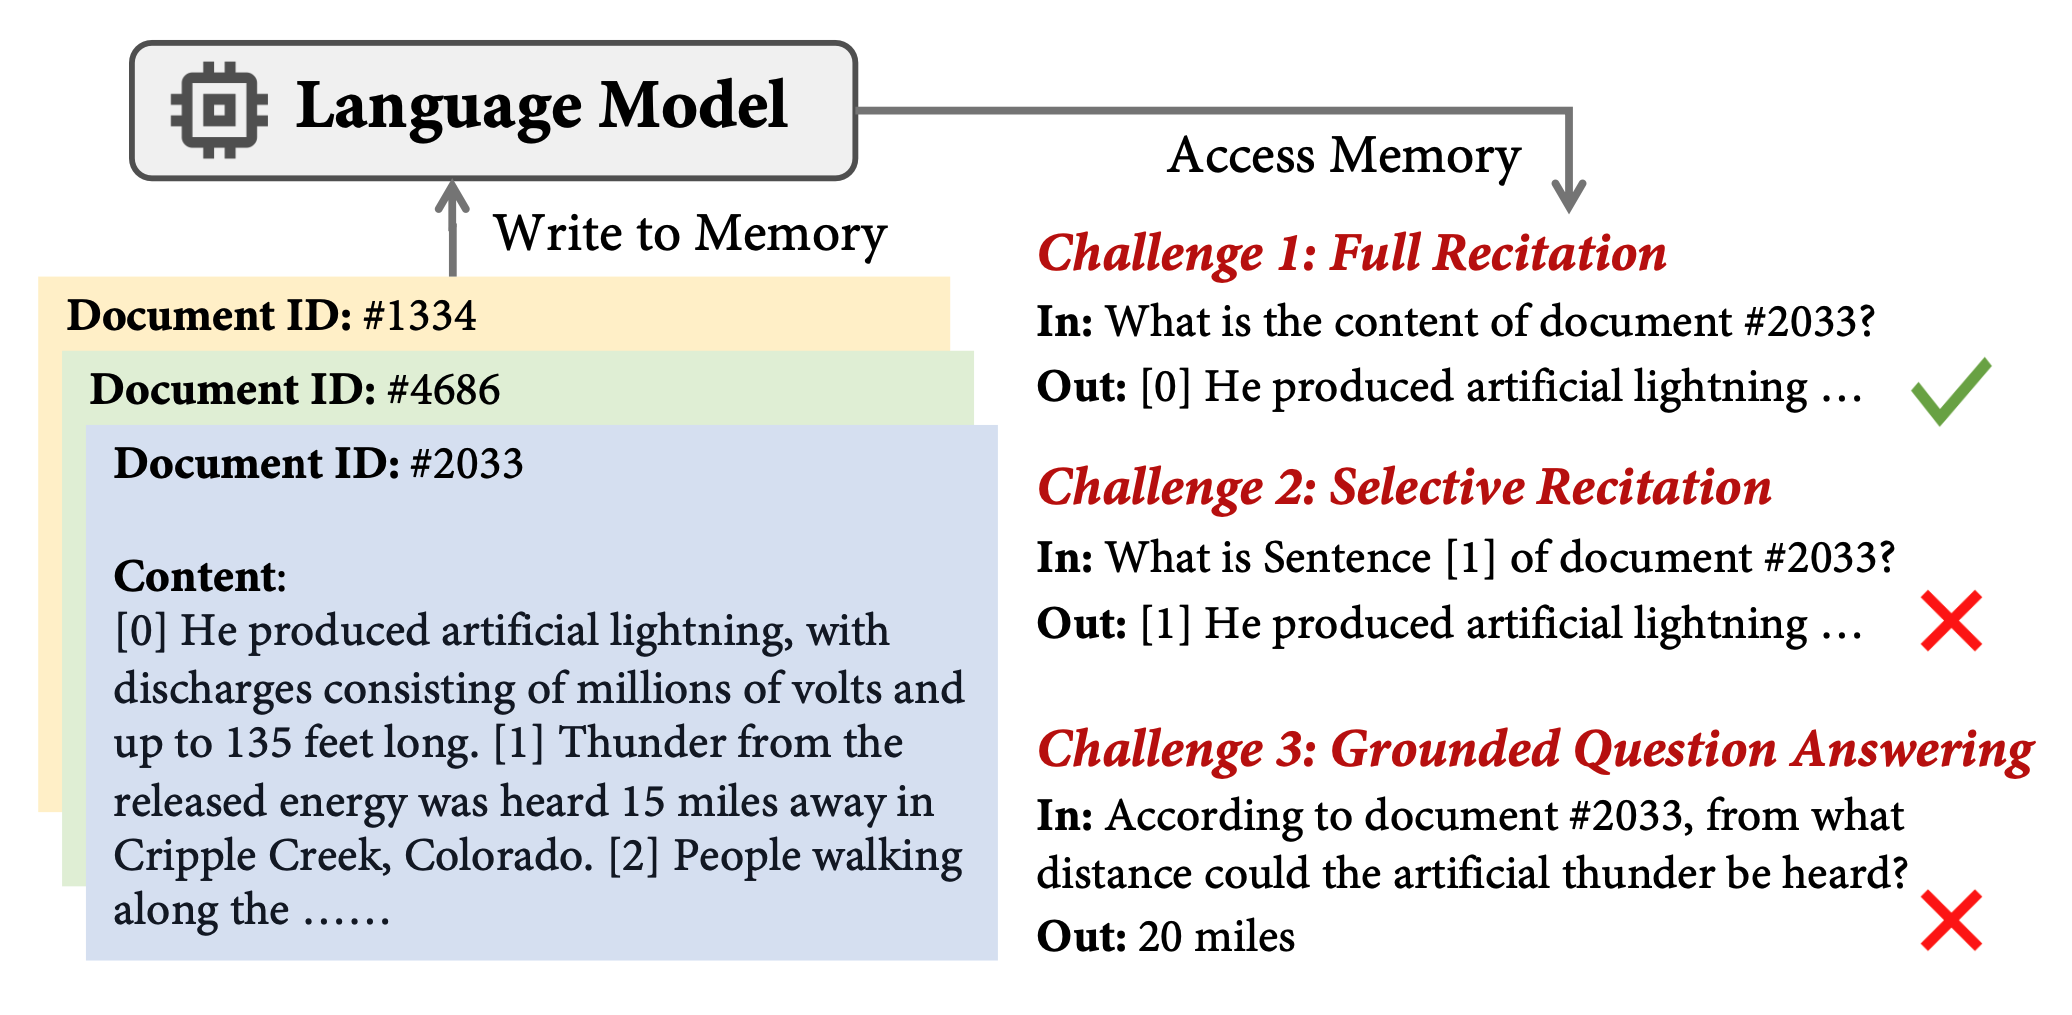 Language Model
Access Memory
Write to Memory
Document ID: #1334
Document ID: #4686
Document ID: #2033
Content:
[0] He produced artificial lightning, with
discharges consisting of millions of volts and
up to 135 feet long. [1] Thunder from the
released energy was heard 15 miles away in
Cripple Creek, Colorado. [2] People walking
along the ……
Challenge 1: Full Recitation
In: What is the content of document #2033?
Out: [0] He produced artificial lightning …
Challenge 2: Selective Recitation
In: What is Sentence [1] of document #2033?
Out: [1] He produced artificial lightning …
Challenge 3: Grounded Question Answering
In: According to document #2033, from what
distance could the artificial thunder be heard?
Out: 20 miles